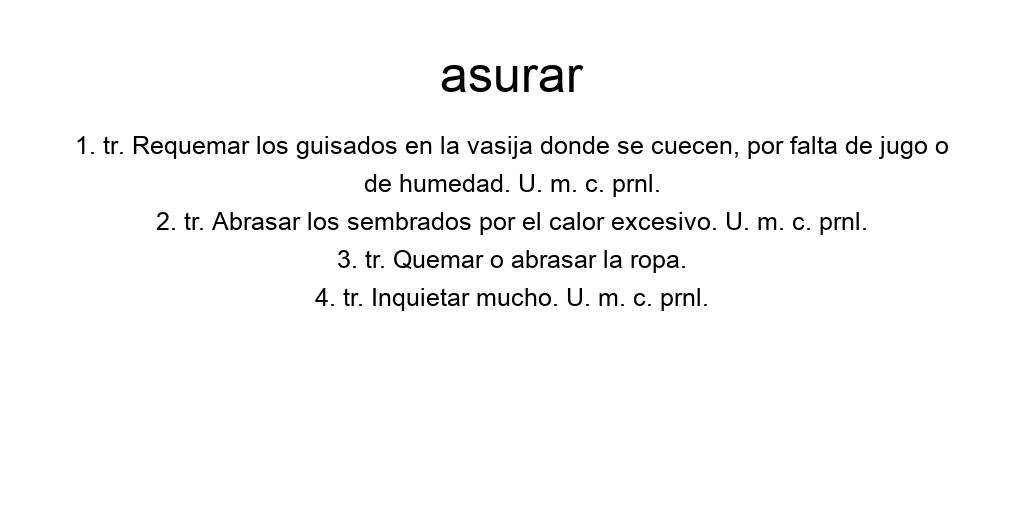 asurar
1. tr. Requemar los guisados en la vasija donde se cuecen, por falta de jugo o
de humedad. U. m. c. prnl.
2. tr. Abrasar los sembrados por el calor excesivo. U. m. c. prnl.
3. tr. Quemar o abrasar la ropa.
4. tr. Inquietar mucho. U. m. c. prnl.